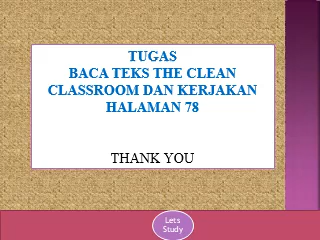 TUGAS
BACA TEKS THE CLEAN
CLASSROOM DAN KERJAKAN
HALAMAN 78
THANK YOU
Lets
Study